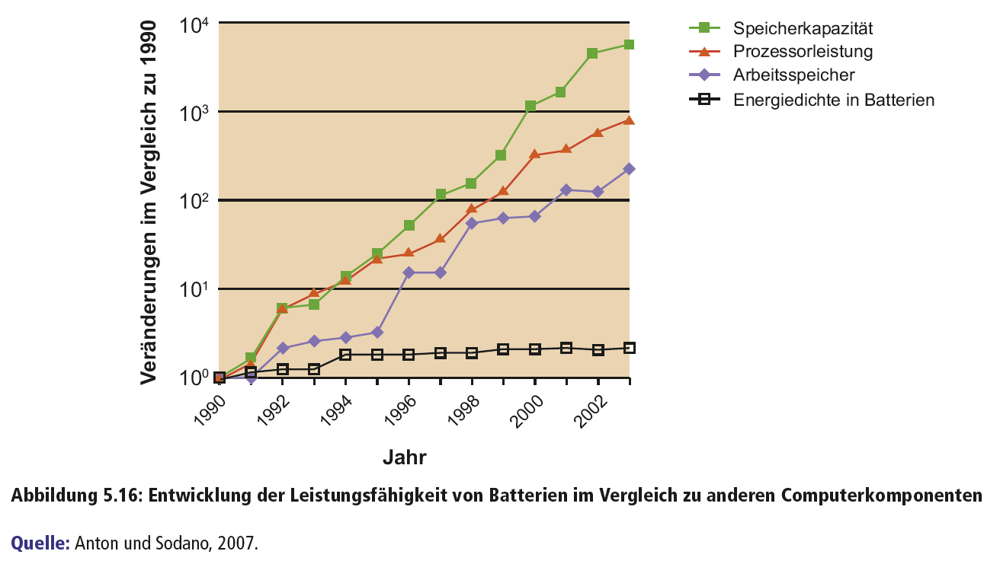 Veränderungen im Vergleich zu 1990
10⁴
10³
10²
10¹
10⁰
1990
1992
1994
1996
1998
2000
2002
Jahr
Speicherkapazität
Prozessorleistung
Arbeitsspeicher
Energiedichte in Batterien
Abbildung 5.16: Entwicklung der Leistungsfähigkeit von Batterien im Vergleich zu anderen Computerkomponenten
Quelle: Anton und Sodano, 2007.